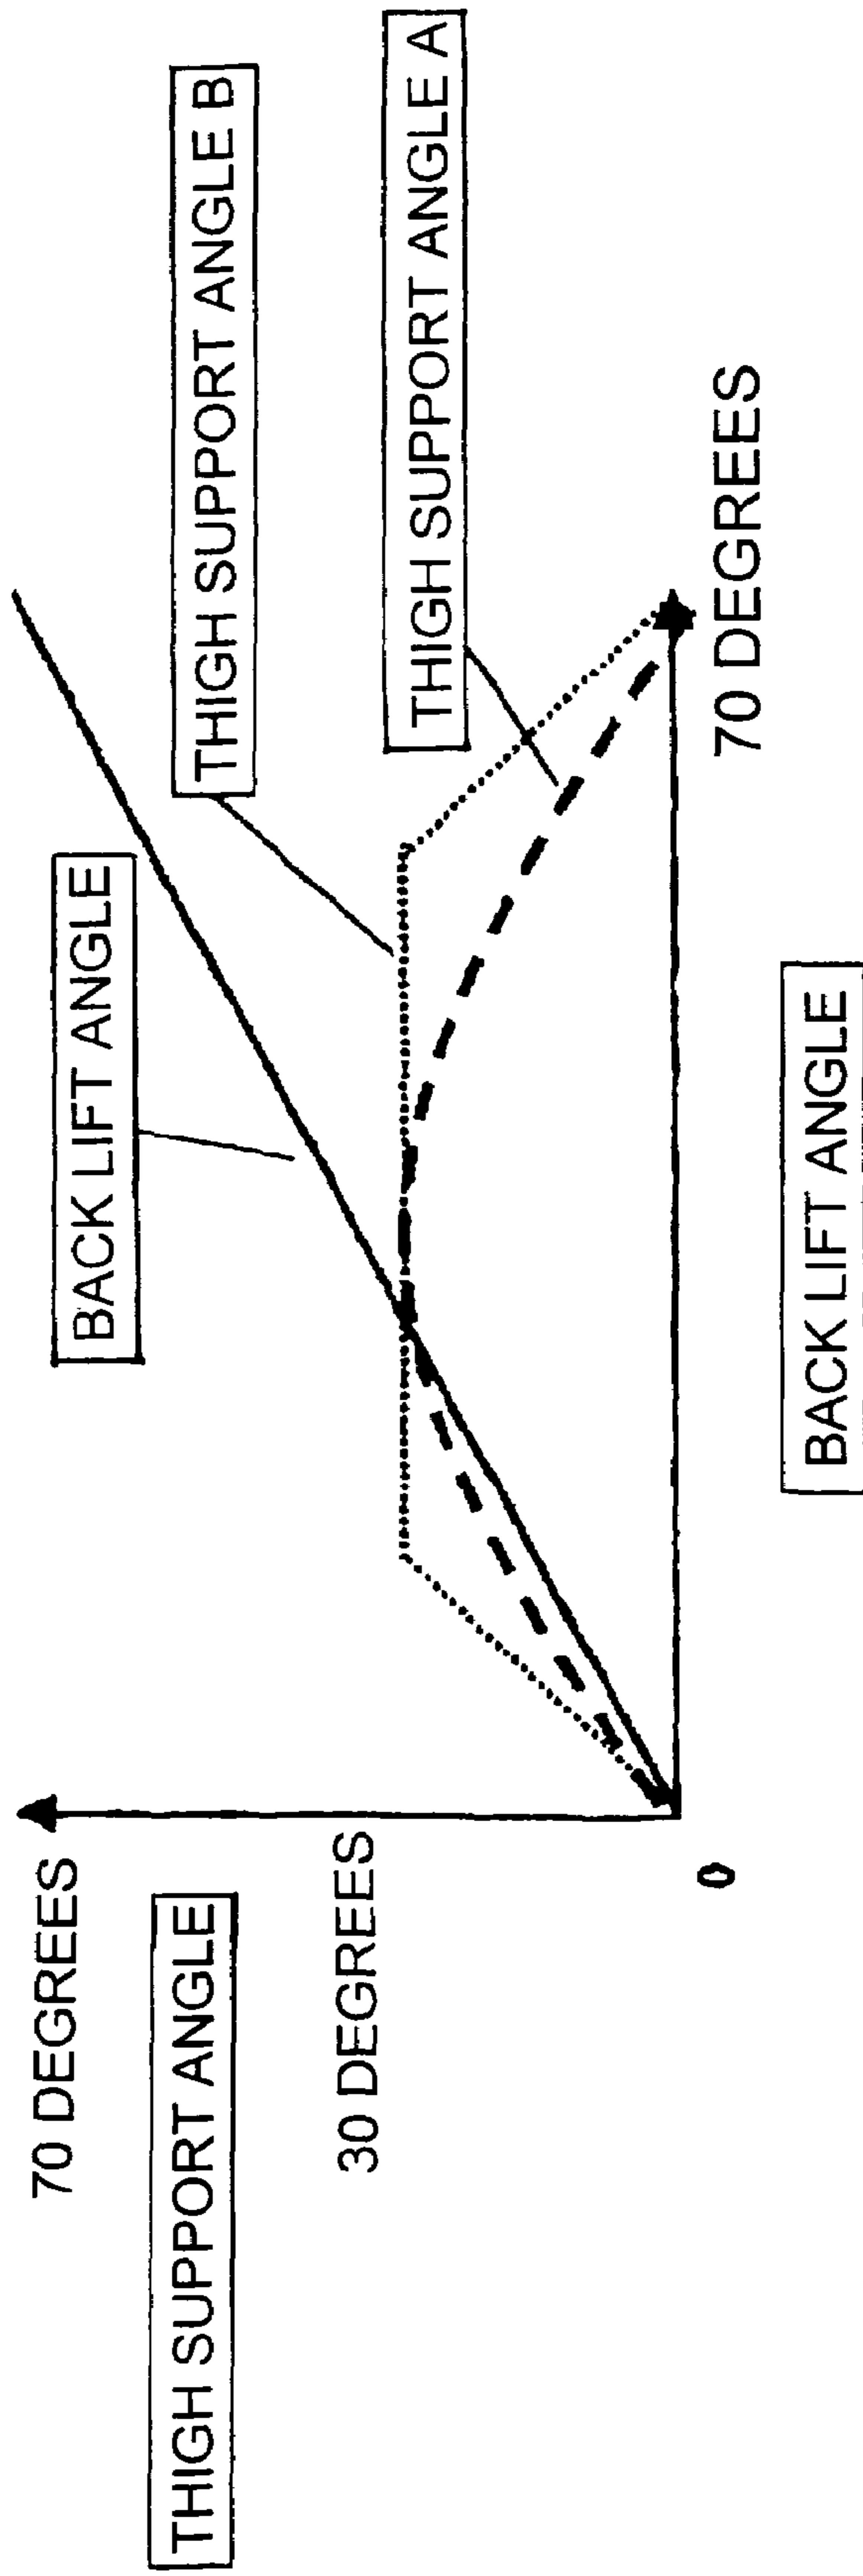 70 DEGREES
THIGH SUPPORT ANGLE
30 DEGREES
0
BACK LIFT ANGLE
THIGH SUPPORT ANGLE B
THIGH SUPPORT ANGLE A
70 DEGREES
BACK LIFT ANGLE